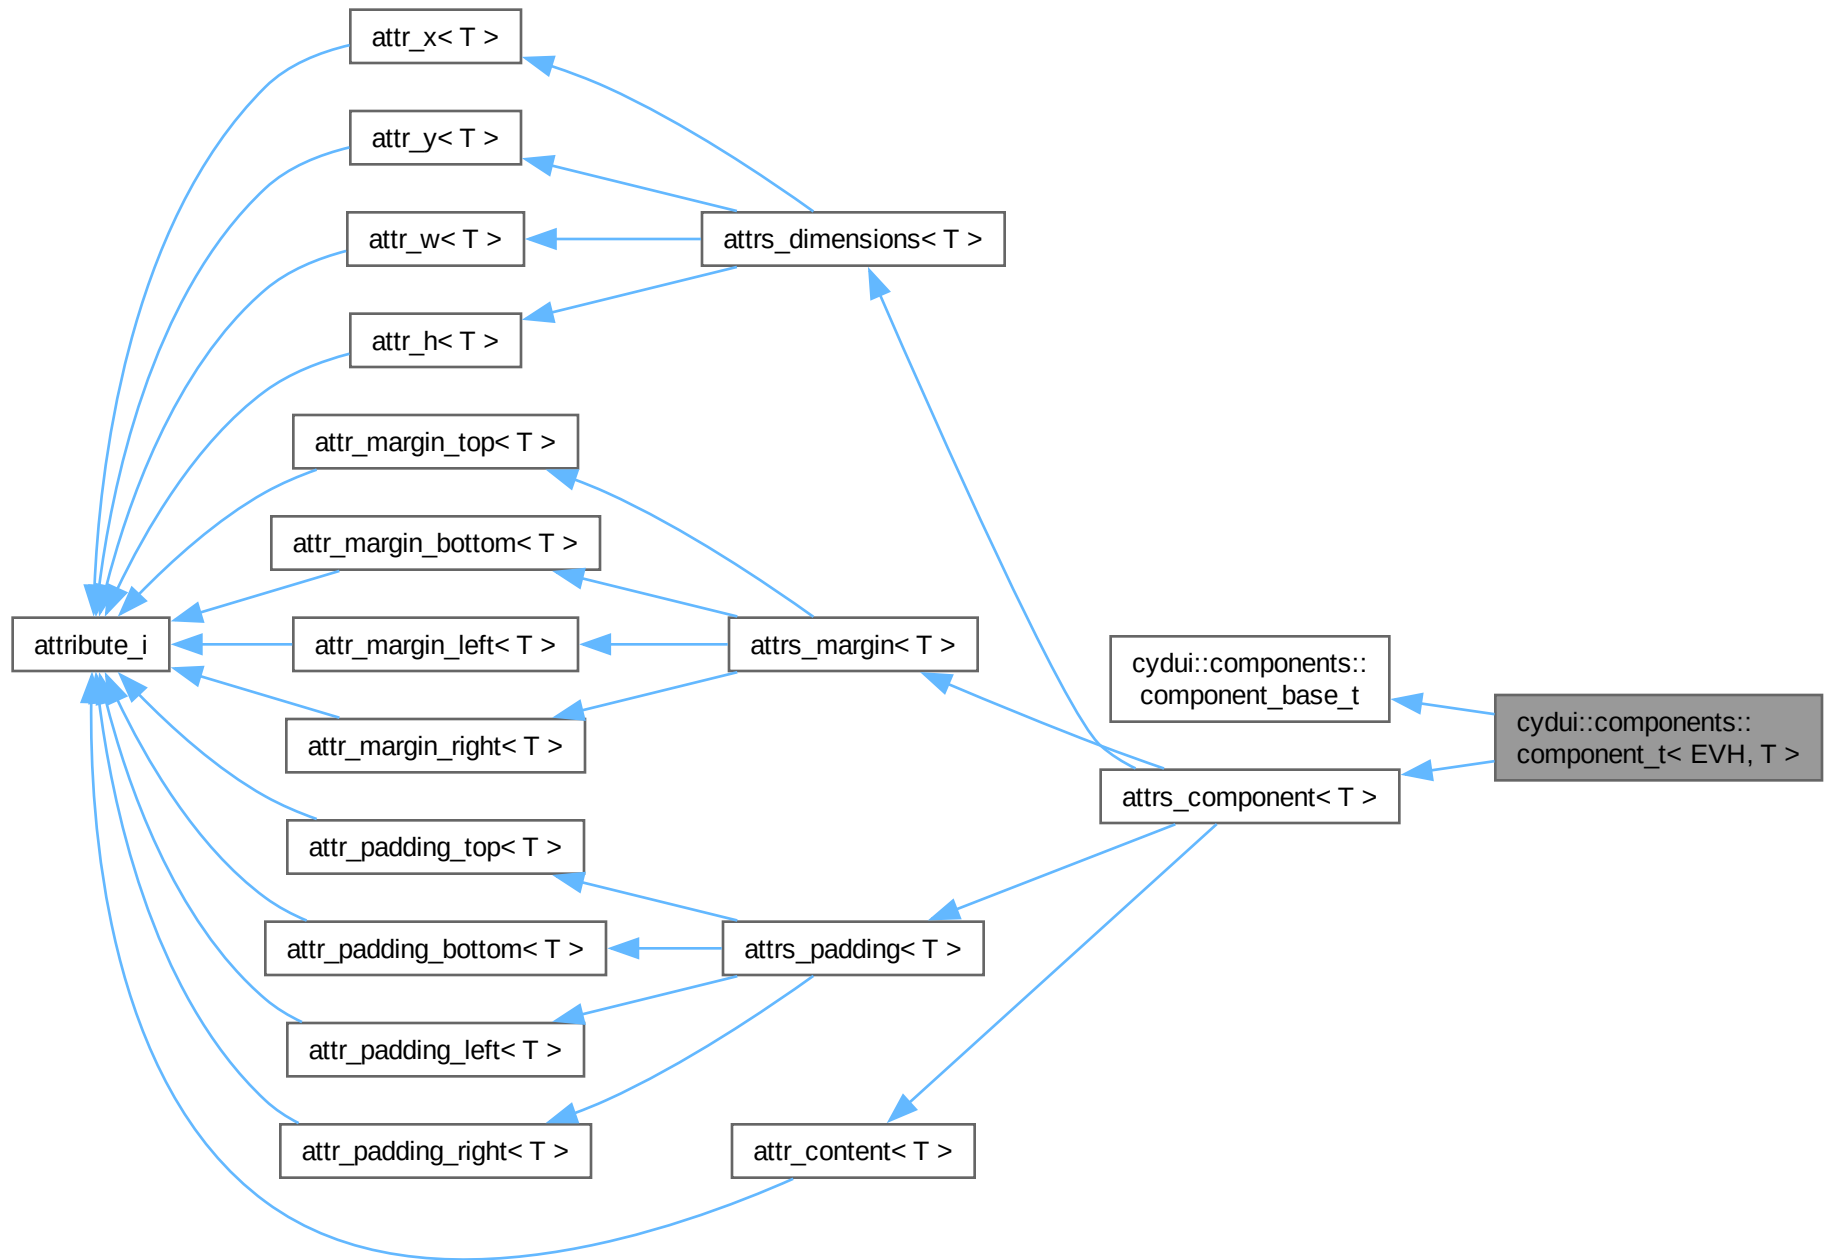 attr_x< T >
attr_y< T >
attr_w< T >
attrs_dimensions< T >
attr_h< T >
attr_margin_top< T >
attr_margin_bottom< T >
attribute_i
attr_margin_left< T >
attrs_margin< T >
cydui::components::
component_base_t
cydui::components::
component_t< EVH, T >
attr_margin_right< T >
attrs_component< T >
attr_padding_top< T >
attr_padding_bottom< T >
attrs_padding< T >
attr_padding_left< T >
attr_padding_right< T >
attr_content< T >